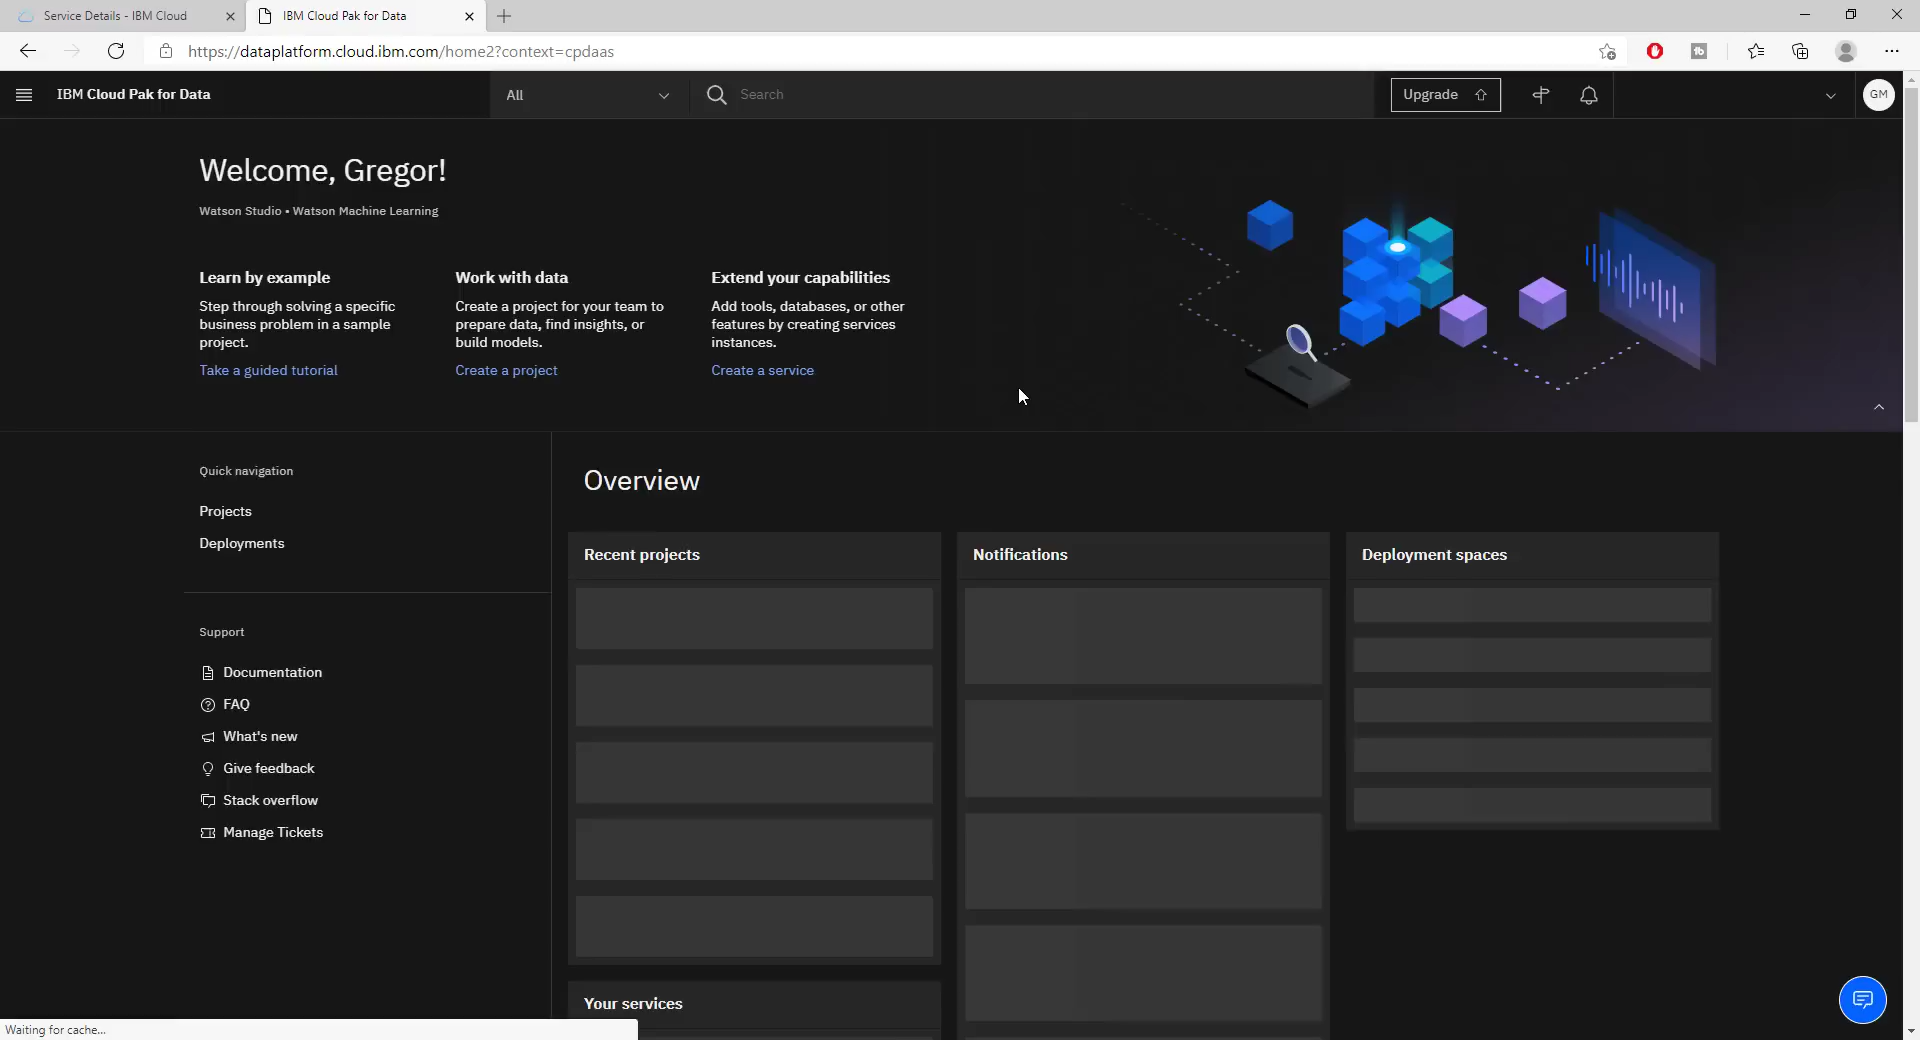 Service Details - IBM Cloud
IBM Cloud Pak for Data
https://dataplatform.cloud.ibm.com/home2?context=cpdaas
IBM Cloud Pak for Data
All
Search
Upgrade
GM
Welcome, Gregor!
Watson Studio • Watson Machine Learning
Learn by example
Step through solving a specific
business problem in a sample
project.
Take a guided tutorial
Work with data
Create a project for your team to
prepare data, find insights, or
build models.
Create a project
Extend your capabilities
Add tools, databases, or other
features by creating services
instances.
Create a service
Quick navigation
Projects
Deployments
Support
Documentation
FAQ
What's new
Give feedback
Stack overflow
Manage Tickets
Overview
Recent projects
Notifications
Deployment spaces
Your services
Waiting for cache...